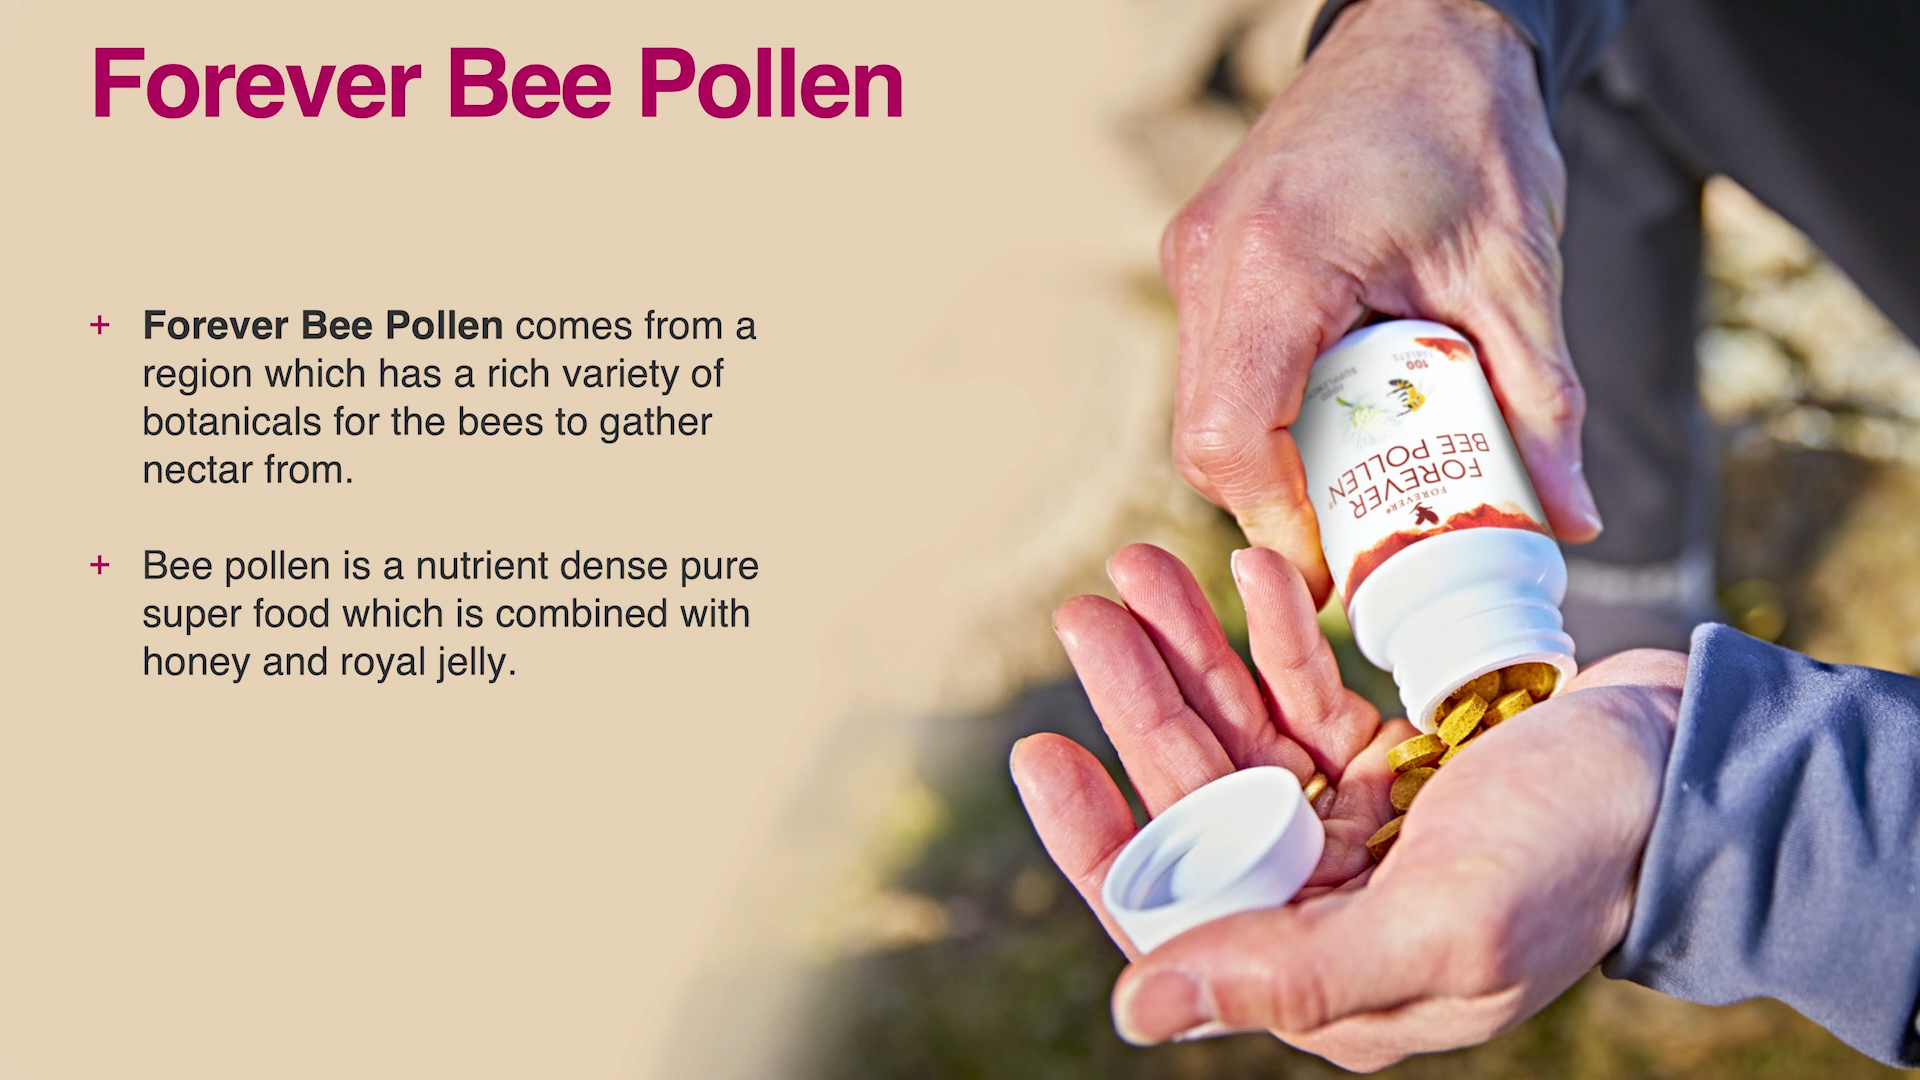 Forever Bee Pollen
+ Forever Bee Pollen comes from a
region which has a rich variety of
botanicals for the bees to gather
nectar from.
+ Bee pollen is a nutrient dense pure
super food which is combined with
honey and royal jelly.
FOREVER®
FOREVER
BEE POLLEN®
100
TABLETS